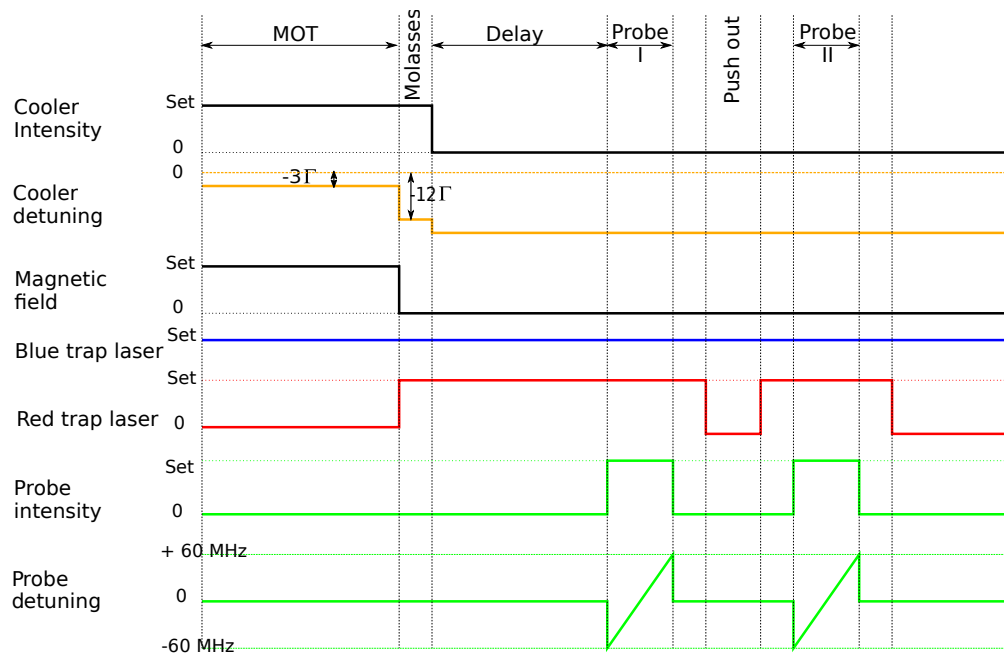 MOT
Molasses
Delay
Probe
I
Push out
Probe
II
Cooler
Intensity
Set
0
Cooler
detuning
0
-3Γ
-12Γ
Magnetic
field
Set
0
Blue trap laser
Set
Red trap laser
Set
0
Probe
intensity
Set
0
Probe
detuning
+ 60 MHz
0
-60 MHz